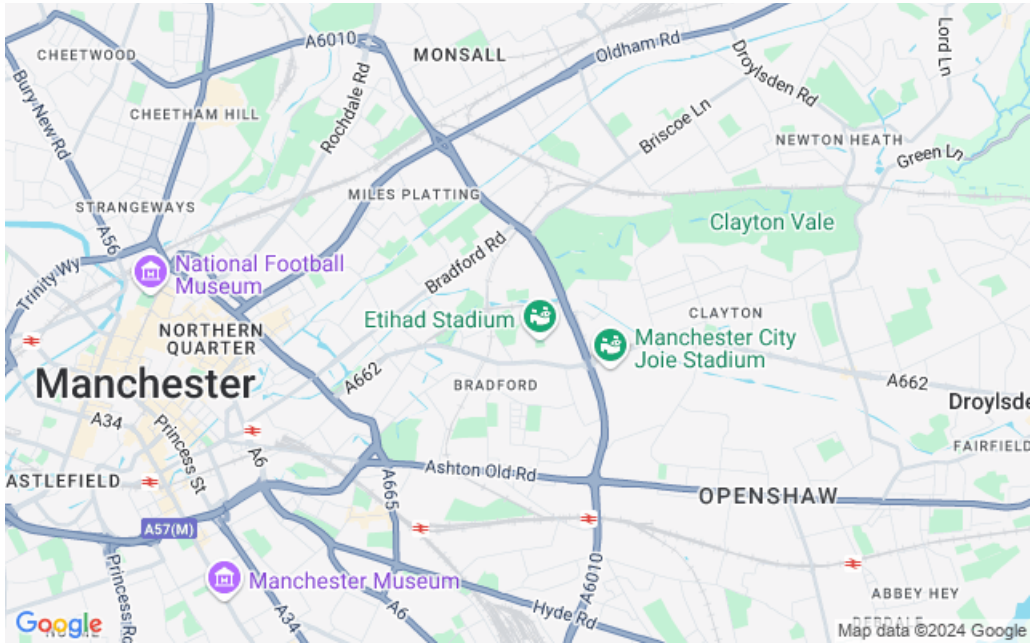 A6010
MONSALL
Oldham Rd
Lord Ln
CHEETWOOD
Droylsden Rd
Bury New Rd
Rochdale Rd
CHEETHAM HILL
Briscoe Ln
NEWTON HEATH
Green Ln
MILES PLATTING
STRANGEWAYS
A56
Clayton Vale
Trinity Wy
National Football
Museum
Bradford Rd
Etihad Stadium
CLAYTON
NORTHERN
QUARTER
Manchester City
Joie Stadium
Manchester
A662
BRADFORD
A662
Droylsde
A34
Princess St
A6
FAIRFIELD
ASTLEFIELD
Ashton Old Rd
A665
OPENSHAW
A57(M)
Princess Rd
Manchester Museum
A34
A6
Hyde Rd
A6010
ABBEY HEY
Google
Map data ©2024 Google